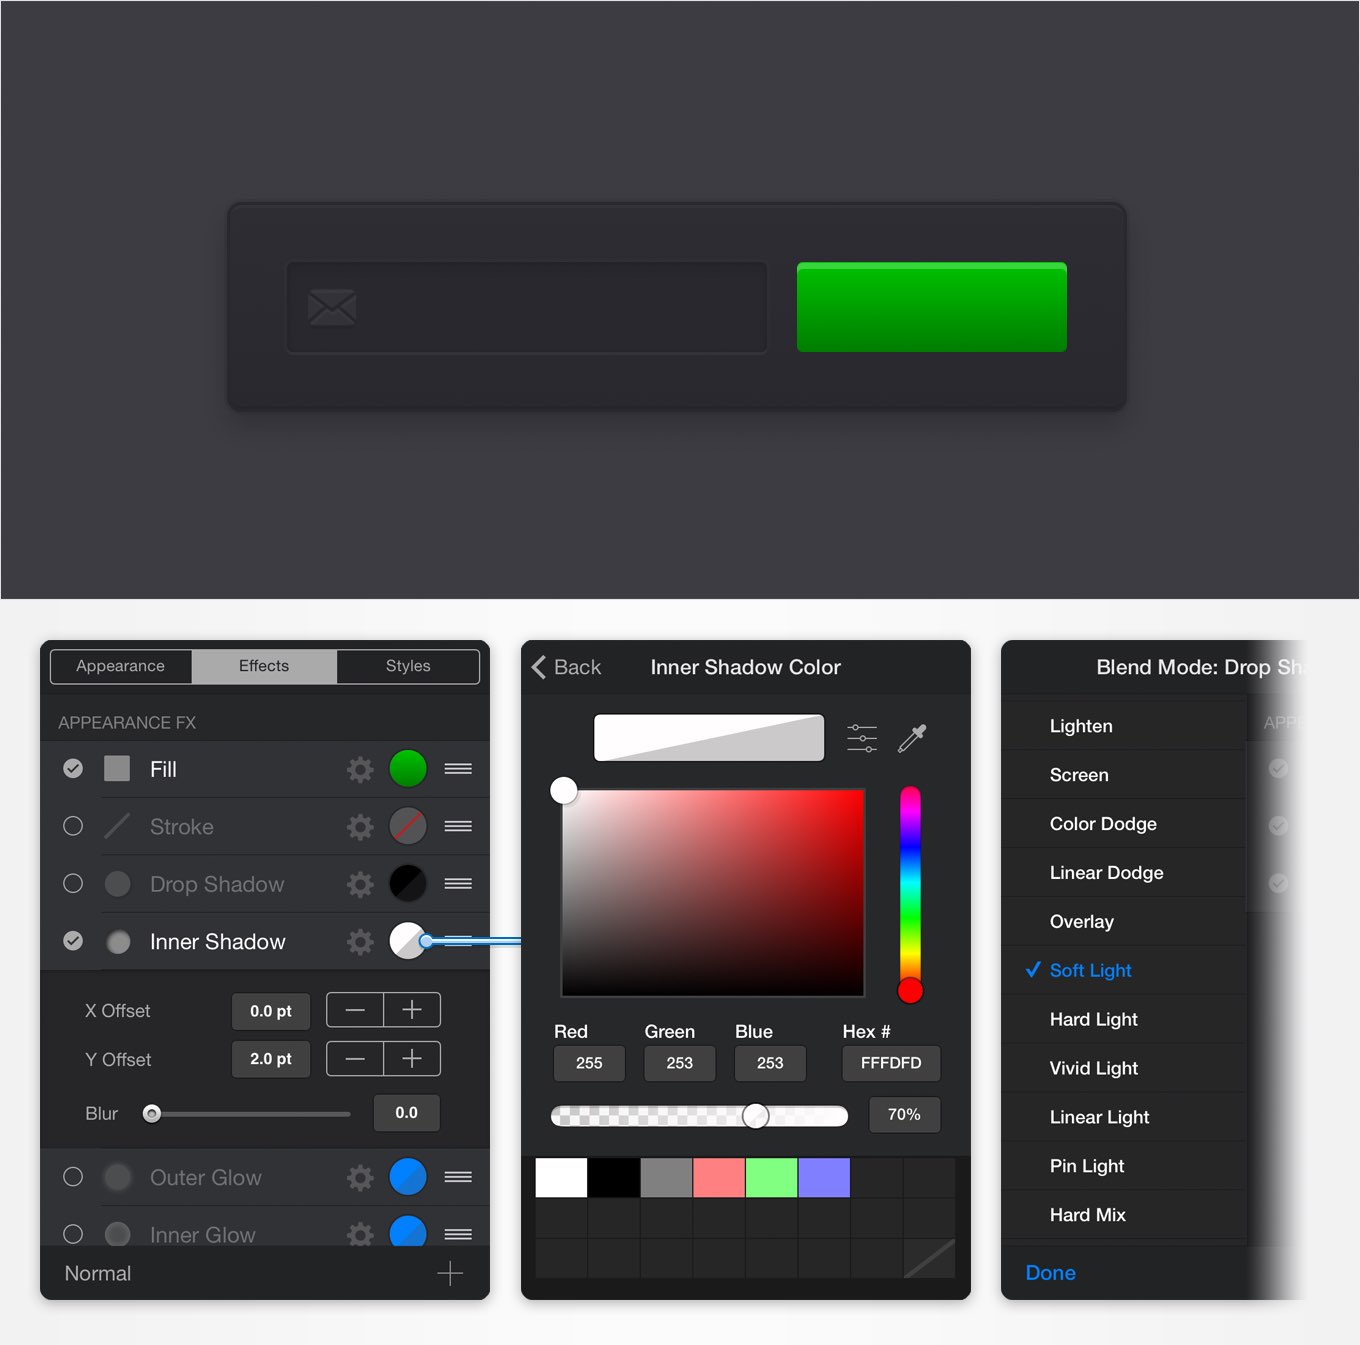 Appearance Effects Styles
APPEARANCE FX
Fill
Stroke
Drop Shadow
Inner Shadow
X Offset 0.0 pt
Y Offset 2.0 pt
Blur 0.0
Outer Glow
Inner Glow
Normal
Back Inner Shadow Color
Red Green Blue Hex #
255 253 253 FFFDFD
70%
Blend Mode: Drop Sha
APPE
Lighten
Screen
Color Dodge
Linear Dodge
Overlay
Soft Light
Hard Light
Vivid Light
Linear Light
Pin Light
Hard Mix
Done